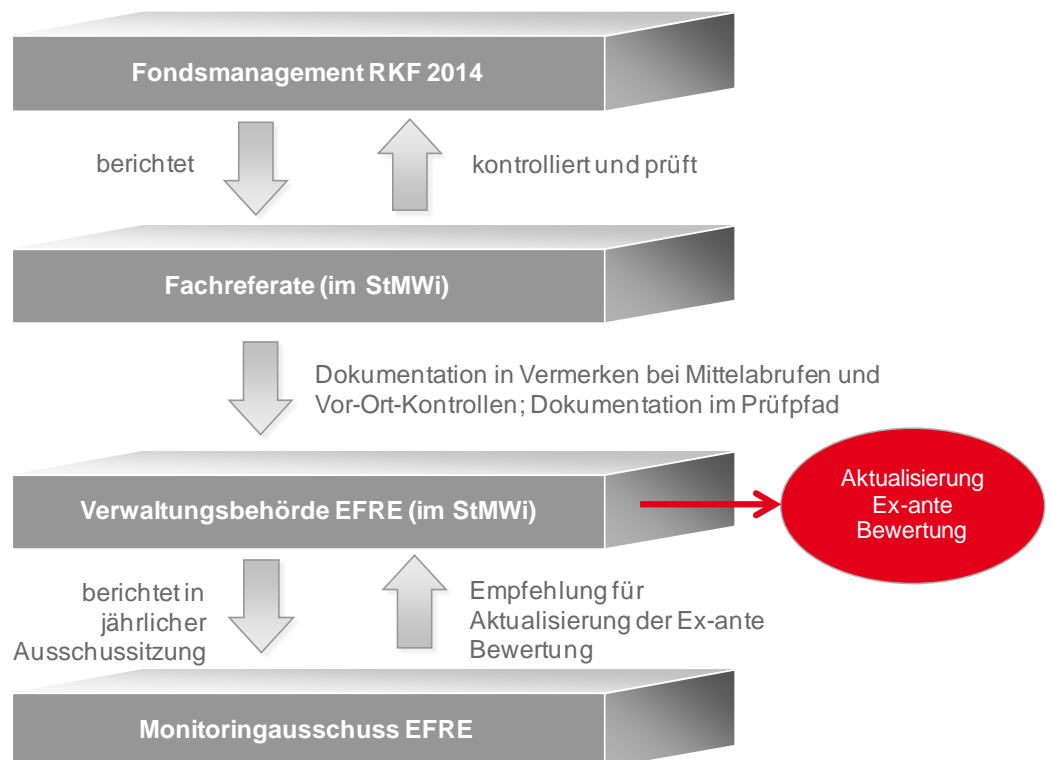 Fondsmanagement RKF 2014
berichtet
kontrolliert und prüft
Fachreferate (im StMWi)
Dokumentation in Vermerken bei Mittelabrufen und
Vor-Ort-Kontrollen; Dokumentation im Prüfpfad
Verwaltungsbehörde EFRE (im StMWi)
Aktualisierung
Ex-ante
Bewertung
berichtet in
jährlicher
Ausschussitzung
Empfehlung für
Aktualisierung der Ex-ante
Bewertung
Monitoringausschuss EFRE